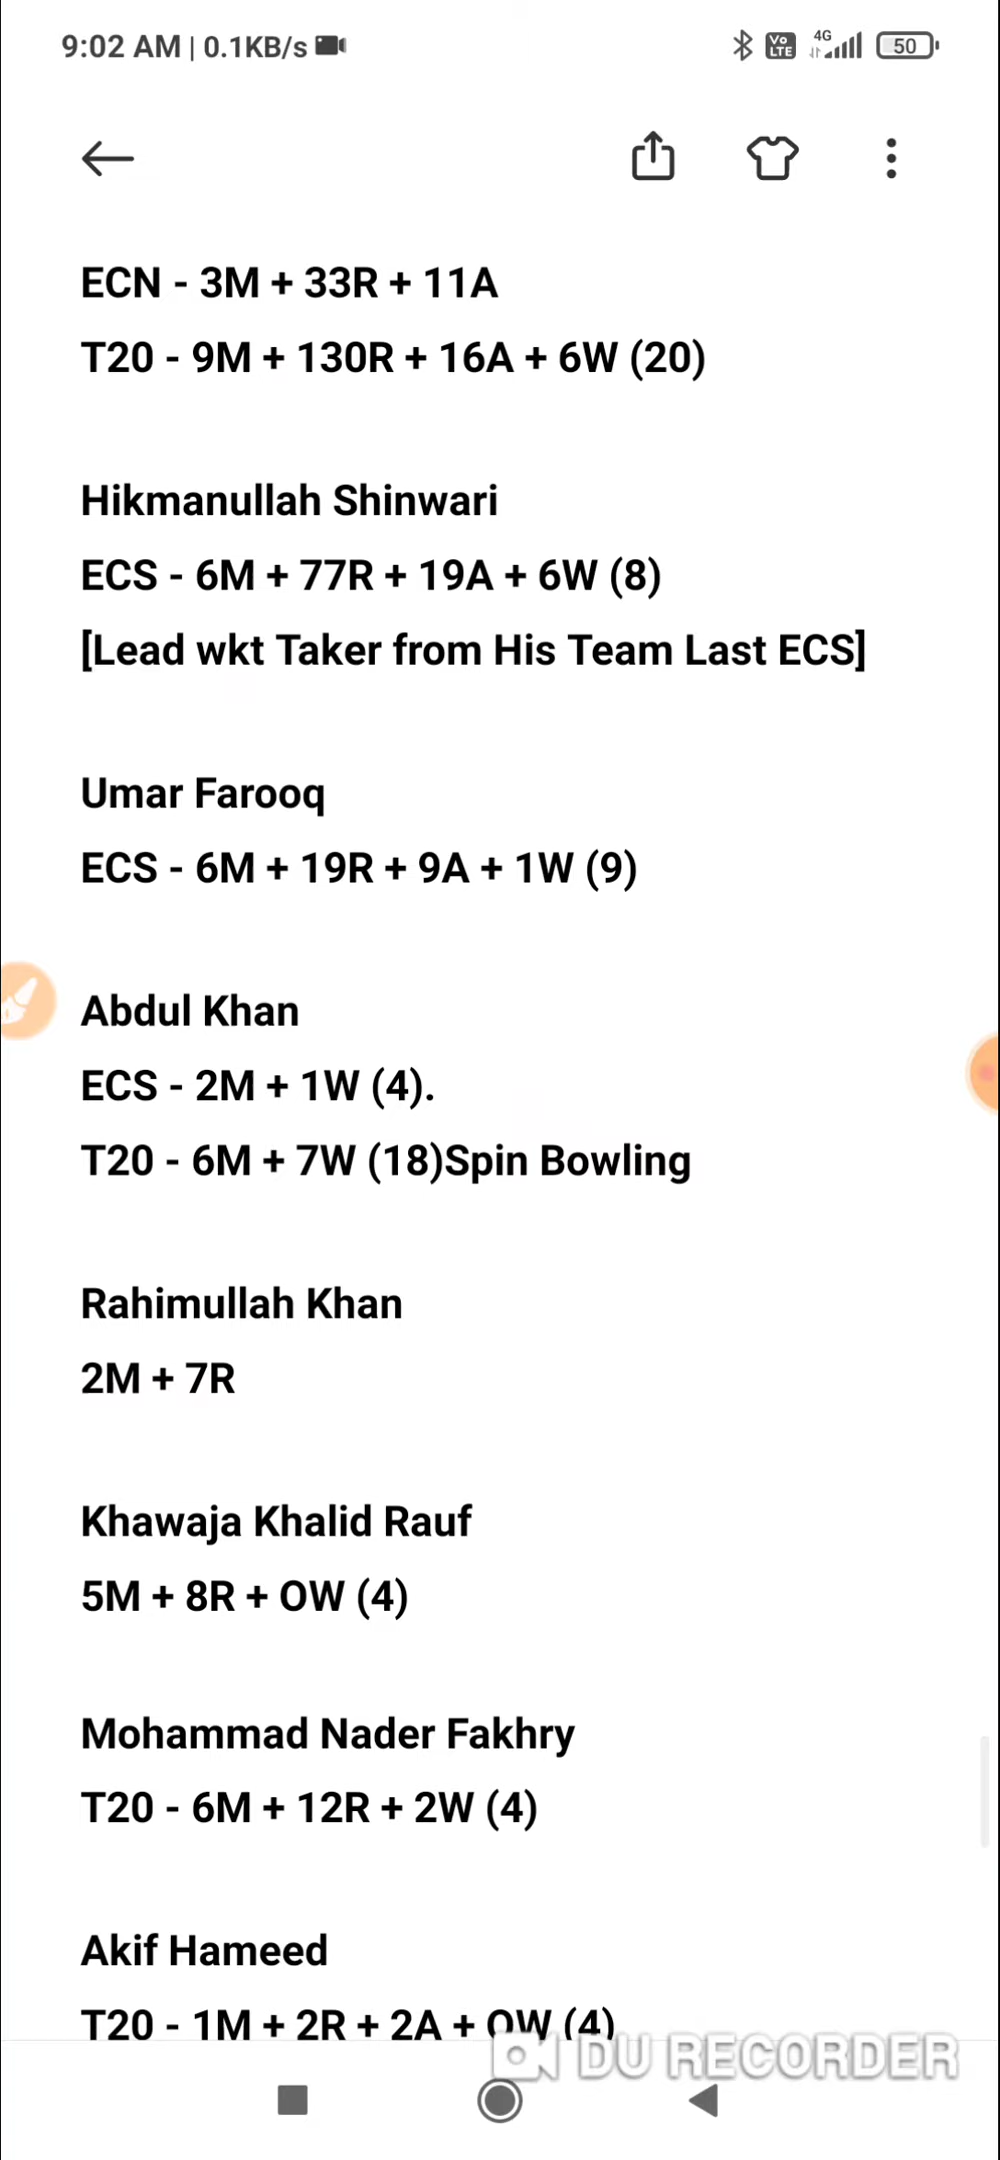 9:02 AM | 0.1KB/s
Vo LTE 4G 50
ECN - 3M + 33R + 11A
T20 - 9M + 130R + 16A + 6W (20)
Hikmanullah Shinwari
ECS - 6M + 77R + 19A + 6W (8)
[Lead wkt Taker from His Team Last ECS]
Umar Farooq
ECS - 6M + 19R + 9A + 1W (9)
Abdul Khan
ECS - 2M + 1W (4).
T20 - 6M + 7W (18)Spin Bowling
Rahimullah Khan
2M + 7R
Khawaja Khalid Rauf
5M + 8R + OW (4)
Mohammad Nader Fakhry
T20 - 6M + 12R + 2W (4)
Akif Hameed
T20 - 1M + 2R + 2A + OW (4)
DU RECORDER